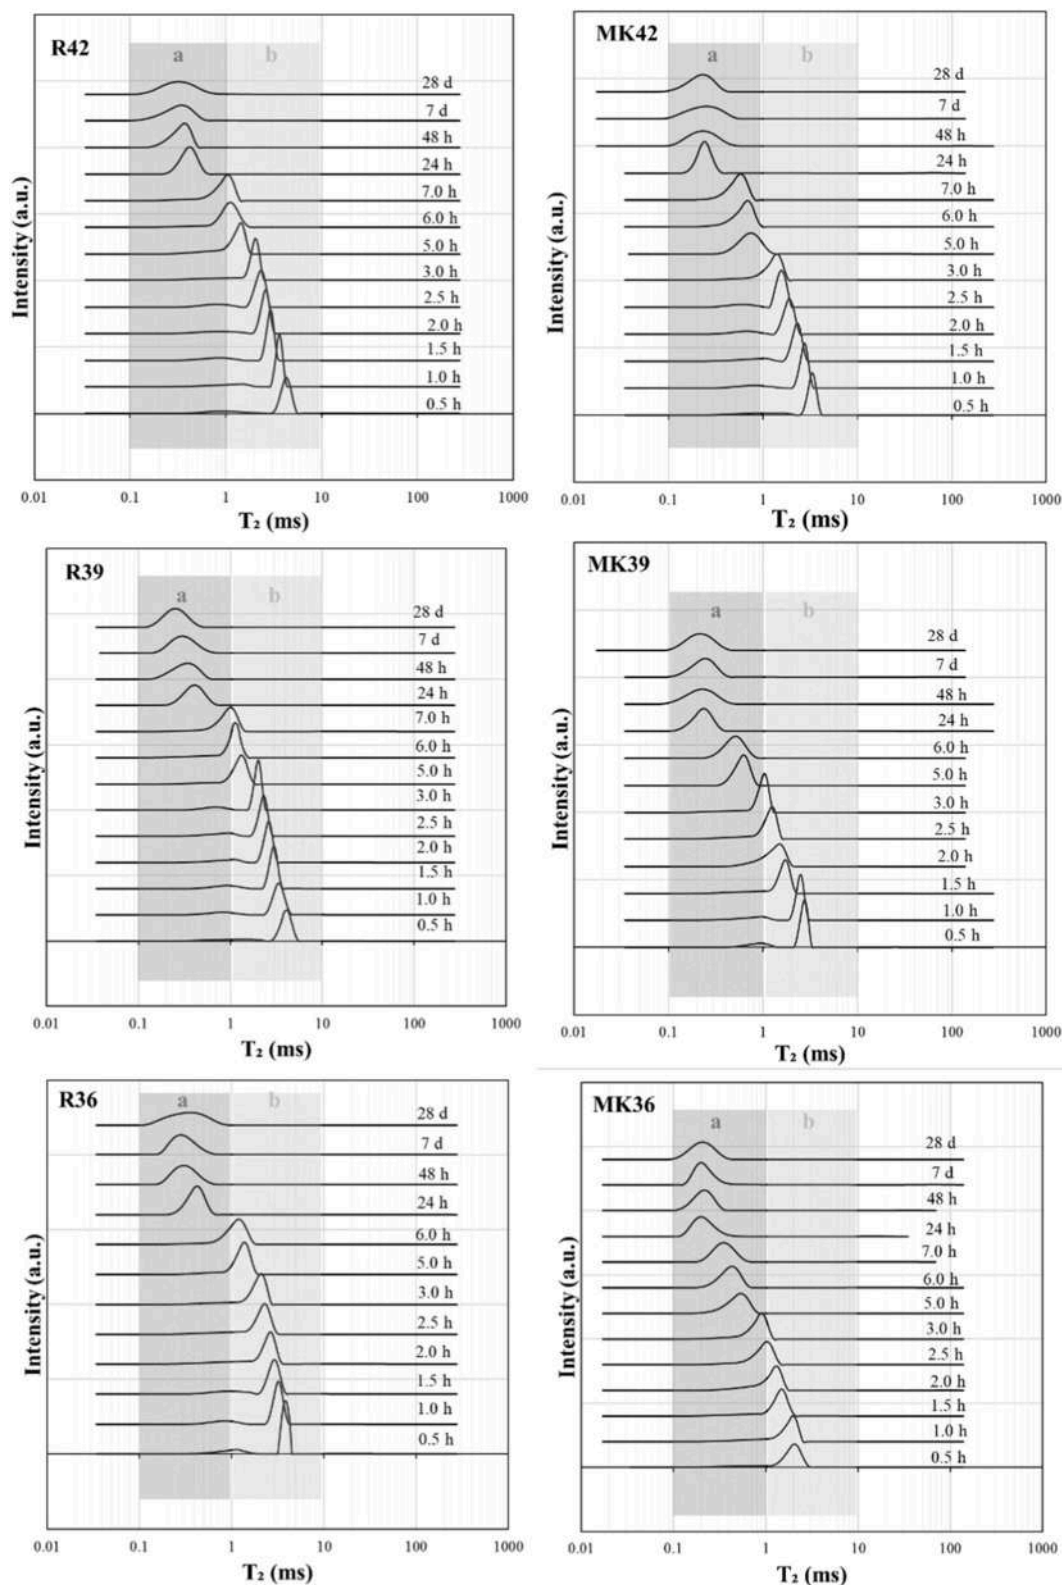 R42
a
b
28 d
7 d
48 h
24 h
7.0 h
6.0 h
5.0 h
3.0 h
2.5 h
2.0 h
1.5 h
1.0 h
0.5 h
Intensity (a.u.)
0.01 0.1 1 10 100 1000
T₂ (ms)
MK42
a
b
28 d
7 d
48 h
24 h
7.0 h
6.0 h
5.0 h
3.0 h
2.5 h
2.0 h
1.5 h
1.0 h
0.5 h
Intensity (a.u.)
0.01 0.1 1 10 100 1000
T₂ (ms)
R39
a
b
28 d
7 d
48 h
24 h
7.0 h
6.0 h
5.0 h
3.0 h
2.5 h
2.0 h
1.5 h
1.0 h
0.5 h
Intensity (a.u.)
0.01 0.1 1 10 100 1000
T₂ (ms)
MK39
a
b
28 d
7 d
48 h
24 h
6.0 h
5.0 h
3.0 h
2.5 h
2.0 h
1.5 h
1.0 h
0.5 h
Intensity (a.u.)
0.01 0.1 1 10 100 1000
T₂ (ms)
R36
a
b
28 d
7 d
48 h
24 h
6.0 h
5.0 h
3.0 h
2.5 h
2.0 h
1.5 h
1.0 h
0.5 h
Intensity (a.u.)
0.01 0.1 1 10 100 1000
T₂ (ms)
MK36
a
b
28 d
7 d
48 h
24 h
7.0 h
6.0 h
5.0 h
3.0 h
2.5 h
2.0 h
1.5 h
1.0 h
0.5 h
Intensity (a.u.)
0.01 0.1 1 10 100 1000
T₂ (ms)